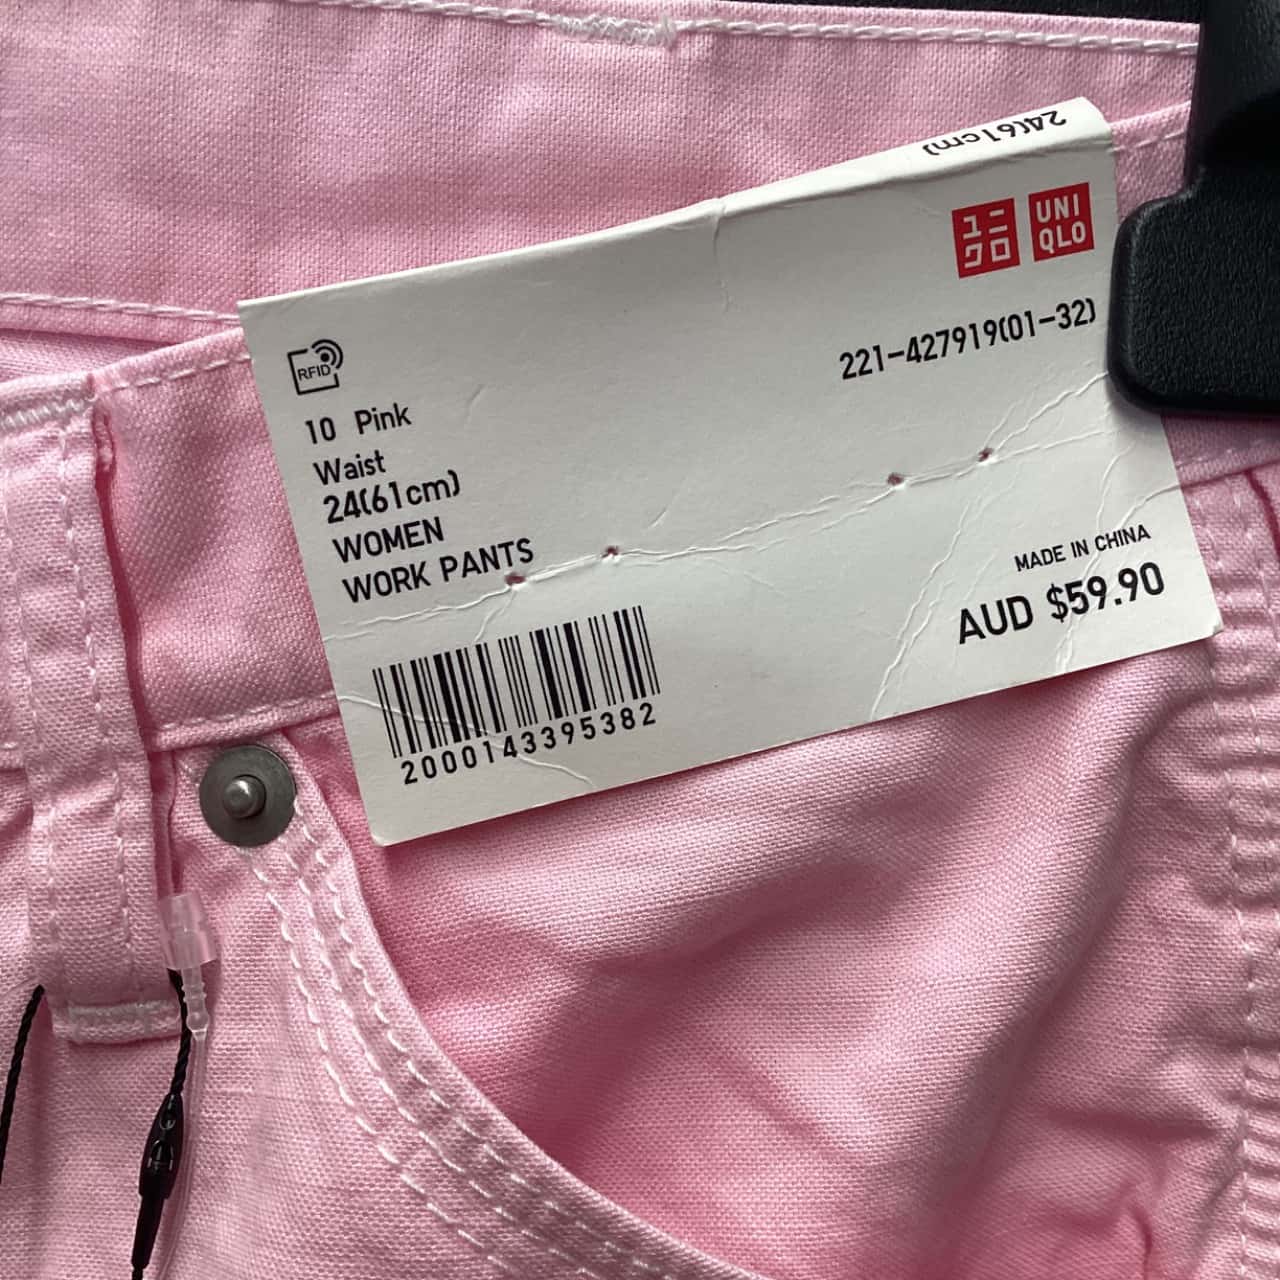 24(61cm)
ユニ
クロ
UNI
QLO
RFID
221-427919(01-32)
10 Pink
Waist
24(61cm)
WOMEN
WORK PANTS
MADE IN CHINA
AUD $59.90
2000143395382